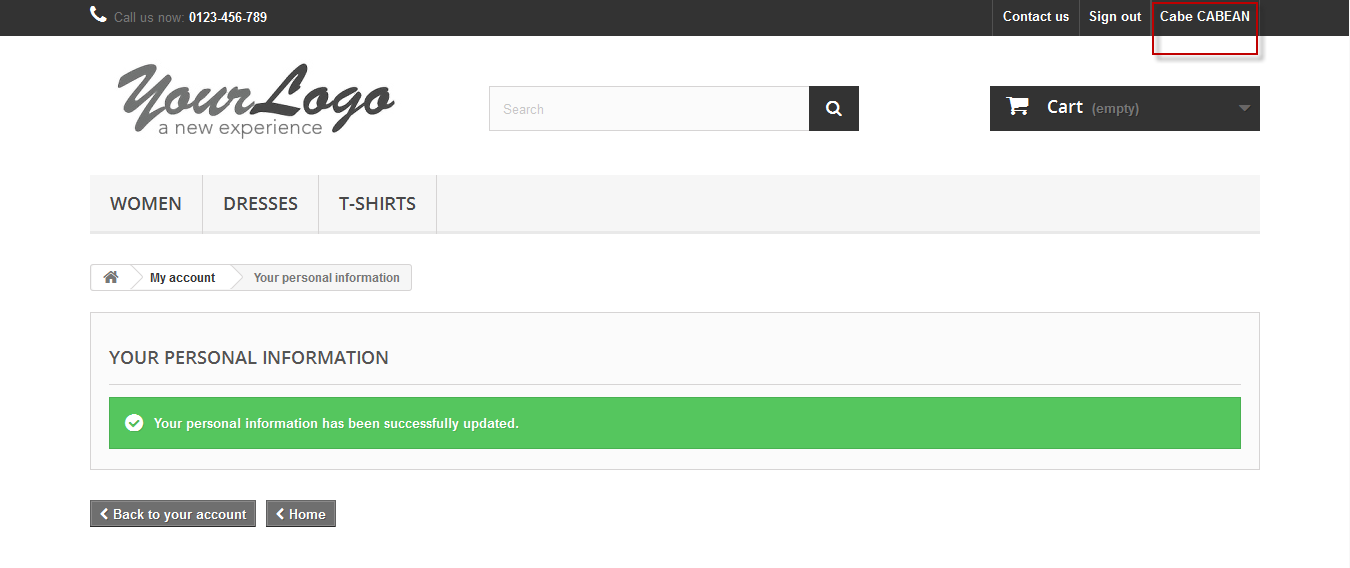 Call us now: 0123-456-789
Contact us
Sign out
Cabe CABEAN
YourLogo
a new experience
Search
Cart (empty)
WOMEN
DRESSES
T-SHIRTS
My account
Your personal information
YOUR PERSONAL INFORMATION
Your personal information has been successfully updated.
Back to your account
Home